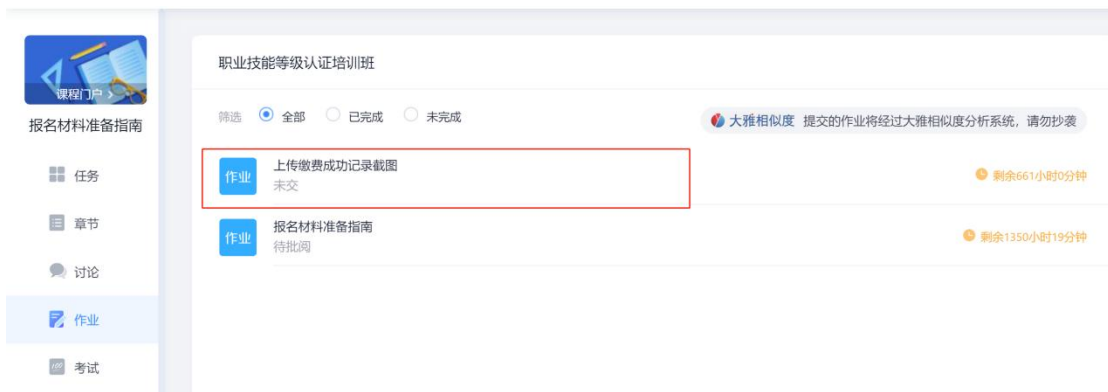 课程门户 >
报名材料准备指南
任务
章节
讨论
作业
100 考试
职业技能等级认证培训班
筛选 全部 已完成 未完成
大雅相似度 提交的作业将经过大雅相似度分析系统，请勿抄袭
作业 上传缴费成功记录截图
未交
剩余661小时0分钟
作业 报名材料准备指南
待批阅
剩余1350小时19分钟